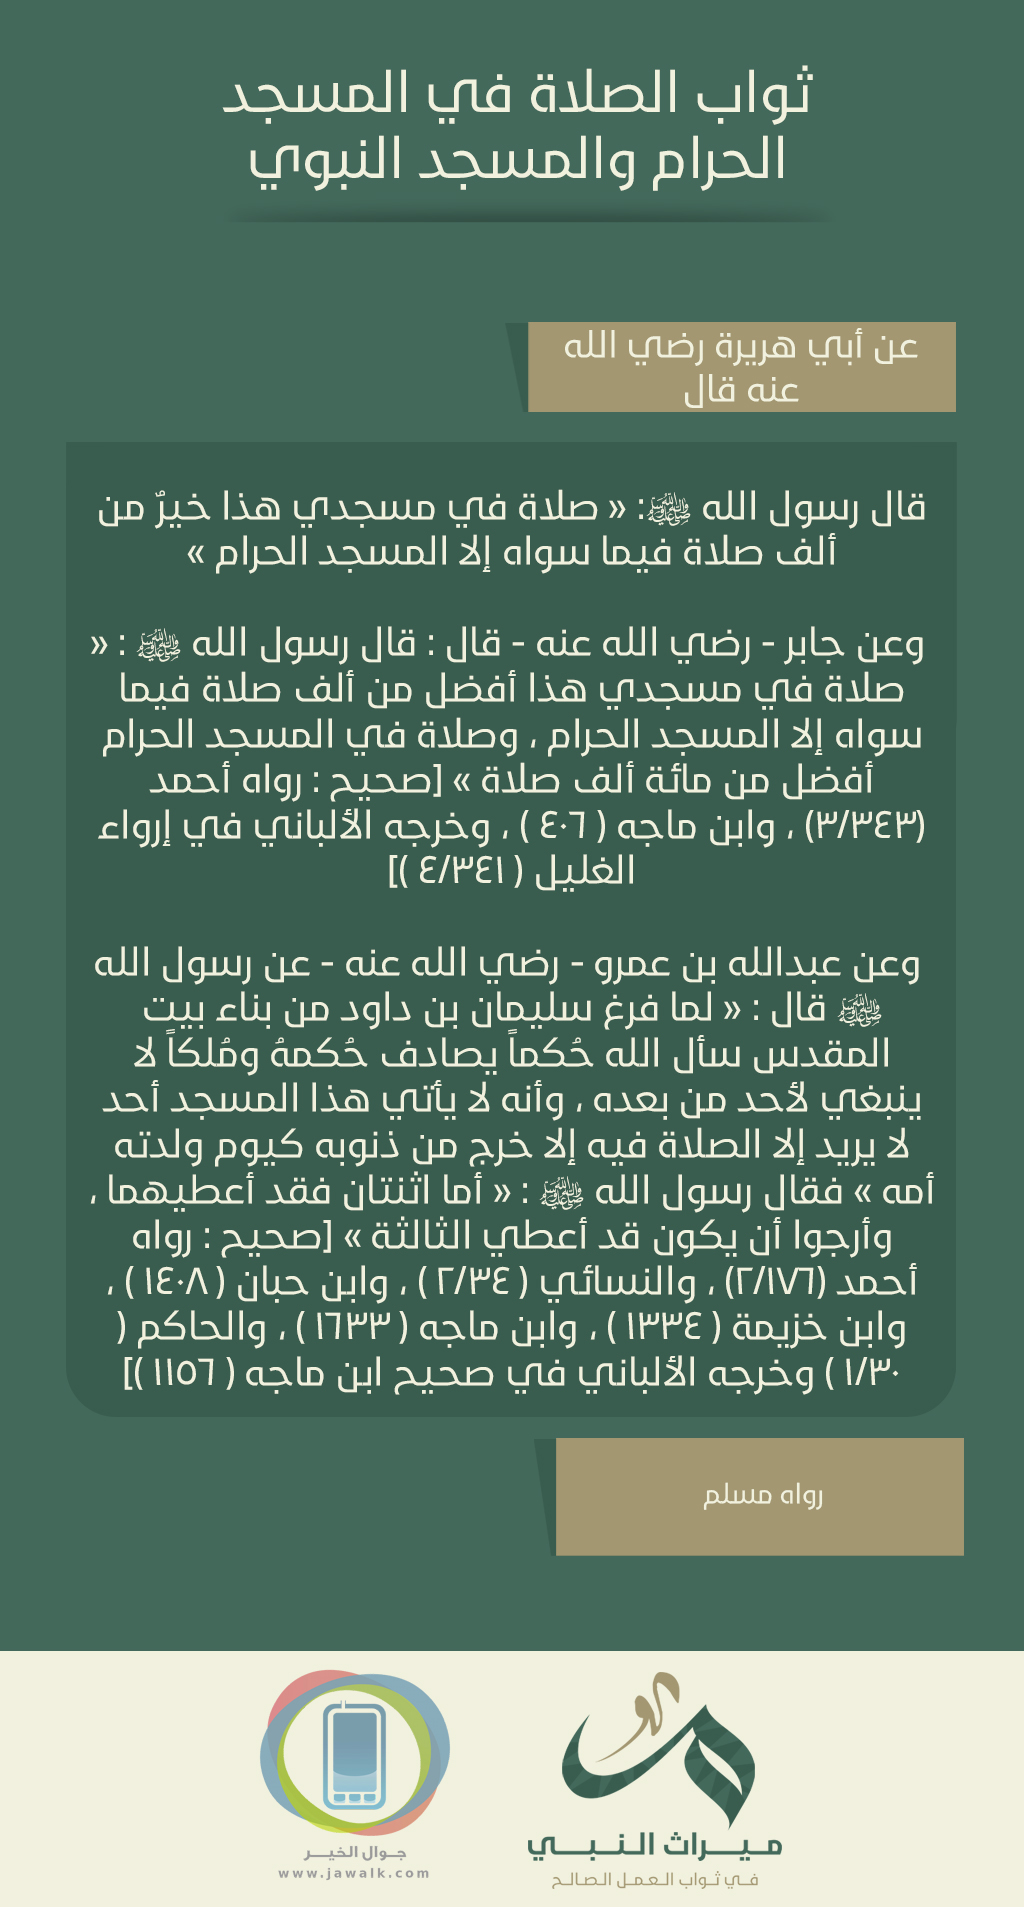 ثواب الصلاة في المسجد
الحرام والمسجد النبوي
عن أبي هريرة رضي الله
عنه قال
قال رسول الله ﷺ: « صلاة في مسجدي هذا خيرٌ من
ألف صلاة فيما سواه إلا المسجد الحرام »
وعن جابر - رضي الله عنه - قال : قال رسول الله ﷺ : «
صلاة في مسجدي هذا أفضل من ألف صلاة فيما
سواه إلا المسجد الحرام ، وصلاة في المسجد الحرام
أفضل من مائة ألف صلاة » [صحيح : رواه أحمد
(٣/٣٤٣) ، وابن ماجه ( ٤٠٦ ) ، وخرجه الألباني في إرواء
الغليل ( ٤/٣٤١ )]
وعن عبدالله بن عمرو - رضي الله عنه - عن رسول الله
ﷺ قال : « لما فرغ سليمان بن داود من بناء بيت
المقدس سأل الله حُكماً يصادف حُكمهُ ومُلكاً لا
ينبغي لأحد من بعده ، وأنه لا يأتي هذا المسجد أحد
لا يريد إلا الصلاة فيه إلا خرج من ذنوبه كيوم ولدته
أمه » فقال رسول الله ﷺ : « أما اثنتان فقد أعطيهما ،
وأرجوا أن يكون قد أعطي الثالثة » [صحيح : رواه
أحمد (٢/١٧٦) ، والنسائي ( ٢/٣٤ ) ، وابن حبان ( ١٤٠٨ ) ،
وابن خزيمة ( ١٣٣٤ ) ، وابن ماجه ( ١٦٣٣ ) ، والحاكم (
١/٣٠ ) وخرجه الألباني في صحيح ابن ماجه ( ١١٥٦ )]
رواه مسلم
ميراث النبي
في ثواب العمل الصالح
جوال الخير
www.jawalk.com